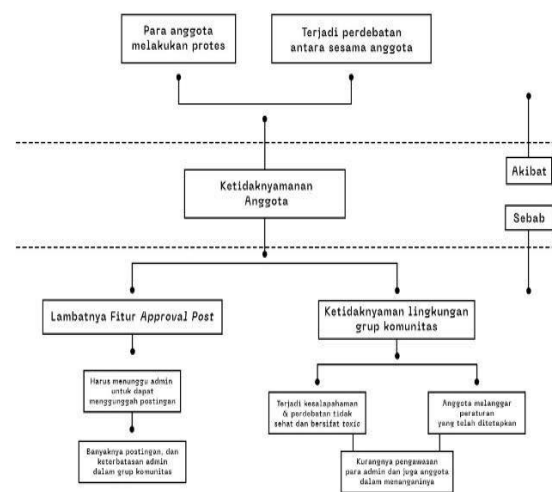 Para anggota
melakukan protes
Terjadi perdebatan
antara sesama anggota
Akibat
Ketidaknyamanan
Anggota
Sebab
Lambatnya Fitur Approval Post
Ketidaknyaman lingkungan
grup komunitas
Harus menunggu admin
untuk dapat
menggunggah postingan
Terjadi kesalapahaman
& perdebatan tidak
sehat dan bersifat toxic
Anggota melanggar
peraturan
yang telah ditetapkan
Banyaknya postingan, dan
keterbatasan admin
dalam grup komunitas
Kurangnya pengawasan
para admin dan juga anggota
dalam menanganinya